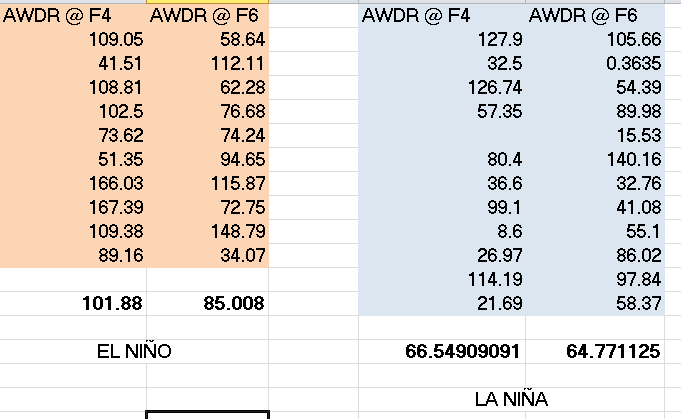 AWDR @ F4 AWDR @ F6 AWDR @ F4 AWDR @ F6
109.05 58.64 127.9 105.66
41.51 112.11 32.5 0.3635
108.81 62.28 126.74 54.39
102.5 76.68 57.35 89.98
73.62 74.24 15.53
51.35 94.65 80.4 140.16
166.03 115.87 36.6 32.76
167.39 72.75 99.1 41.08
109.38 148.79 8.6 55.1
89.16 34.07 26.97 86.02
114.19 97.84
101.88 85.008 21.69 58.37
EL NIÑO 66.54909091 64.771125
LA NIÑA